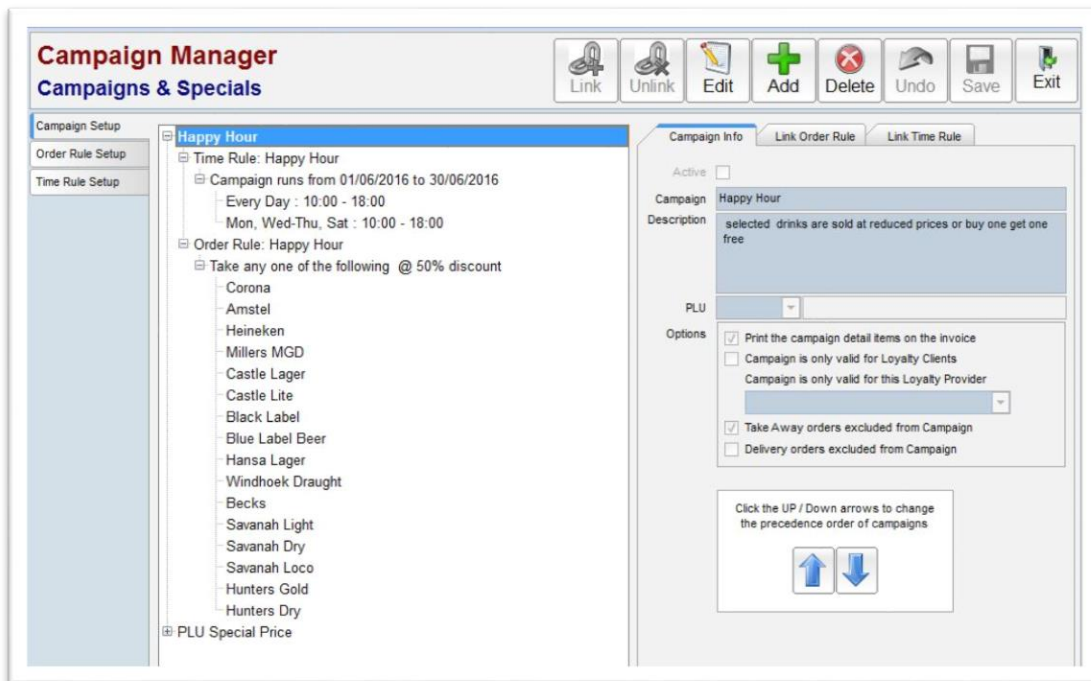 Campaign Manager
Campaigns & Specials
Link
Unlink
Edit
Add
Delete
Undo
Save
Exit
Campaign Setup
Order Rule Setup
Time Rule Setup
Happy Hour
Time Rule: Happy Hour
Campaign runs from 01/06/2016 to 30/06/2016
Every Day : 10:00 - 18:00
Mon, Wed-Thu, Sat : 10:00 - 18:00
Order Rule: Happy Hour
Take any one of the following @ 50% discount
Corona
Amstel
Heineken
Millers MGD
Castle Lager
Castle Lite
Black Label
Blue Label Beer
Hansa Lager
Windhoek Draught
Becks
Savanah Light
Savanah Dry
Savanah Loco
Hunters Gold
Hunters Dry
PLU Special Price
Campaign Info
Link Order Rule
Link Time Rule
Active
Campaign
Happy Hour
Description
selected drinks are sold at reduced prices or buy one get one
free
PLU
Options
Print the campaign detail items on the invoice
Campaign is only valid for Loyalty Clients
Campaign is only valid for this Loyalty Provider
Take Away orders excluded from Campaign
Delivery orders excluded from Campaign
Click the UP / Down arrows to change
the precedence order of campaigns